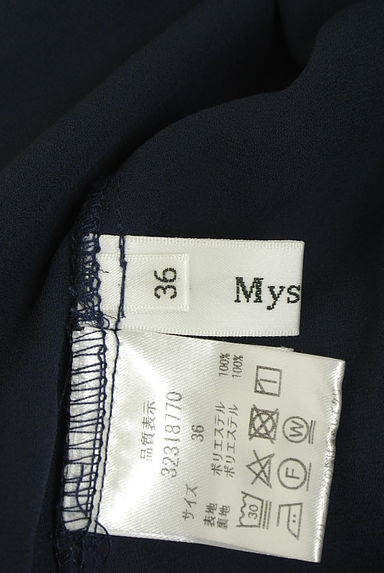 36
Mys
品質表示
32318770
サイズ 36
表地 ポリエステル 100%
裏地 ポリエステル 100%
30
F
W